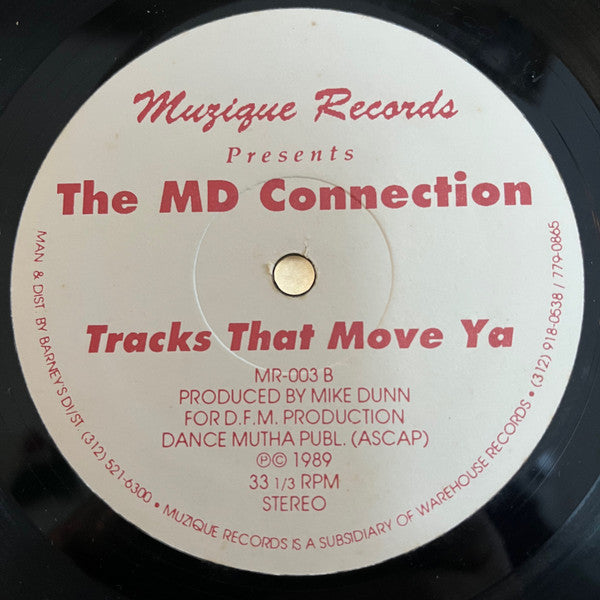 Muzique Records
Presents
The MD Connection
Tracks That Move Ya
MR-003 B
PRODUCED BY MIKE DUNN
FOR D.F.M. PRODUCTION
DANCE MUTHA PUBL. (ASCAP)
℗© 1989
33 1/3 RPM
STEREO
MAN & DIST. BY BARNEY'S DI/ST. (312) 521-6300 • MUZIQUE RECORDS IS A SUBSIDIARY OF WAREHOUSE RECORDS • (312) 918-0538 / 779-0865